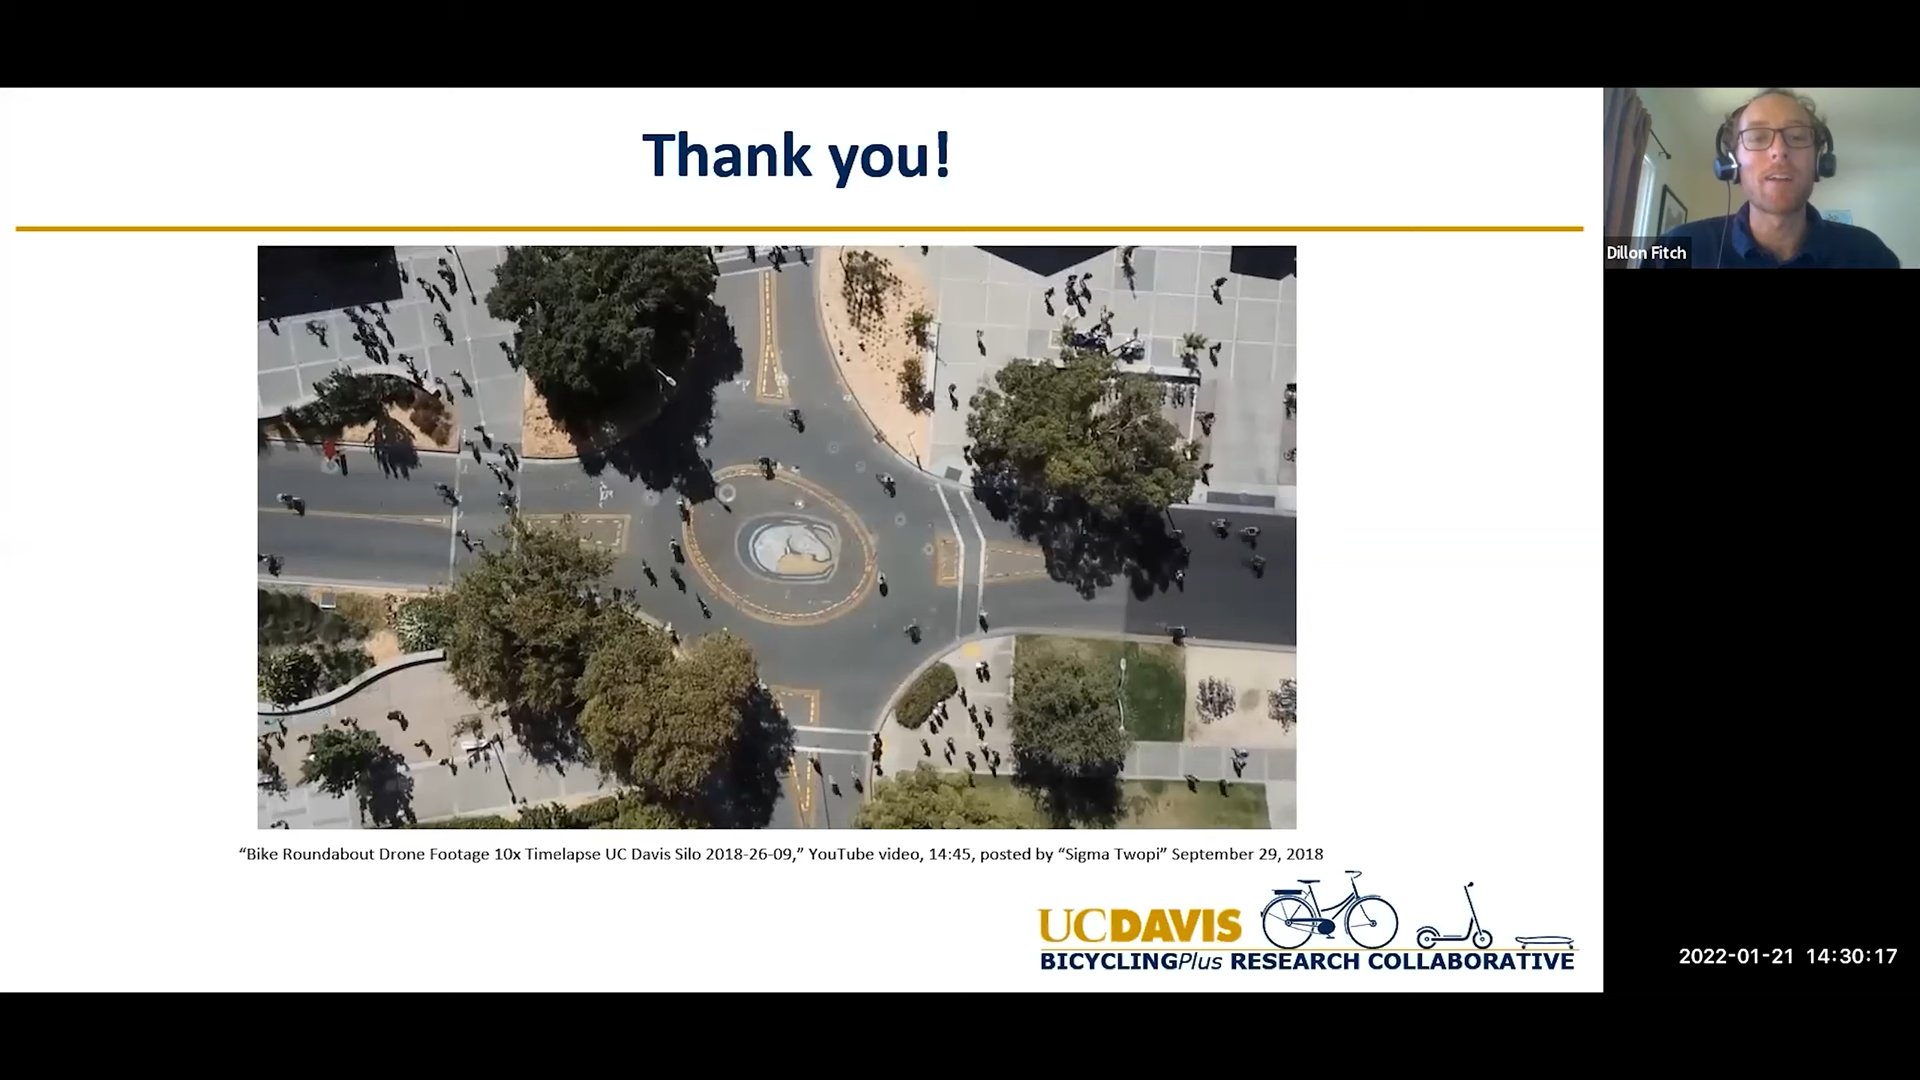 Thank you!
Dillon Fitch
“Bike Roundabout Drone Footage 10x Timelapse UC Davis Silo 2018-26-09,” YouTube video, 14:45, posted by “Sigma Twopi” September 29, 2018
UCDAVIS
BICYCLINGPlus RESEARCH COLLABORATIVE
2022-01-21 14:30:17